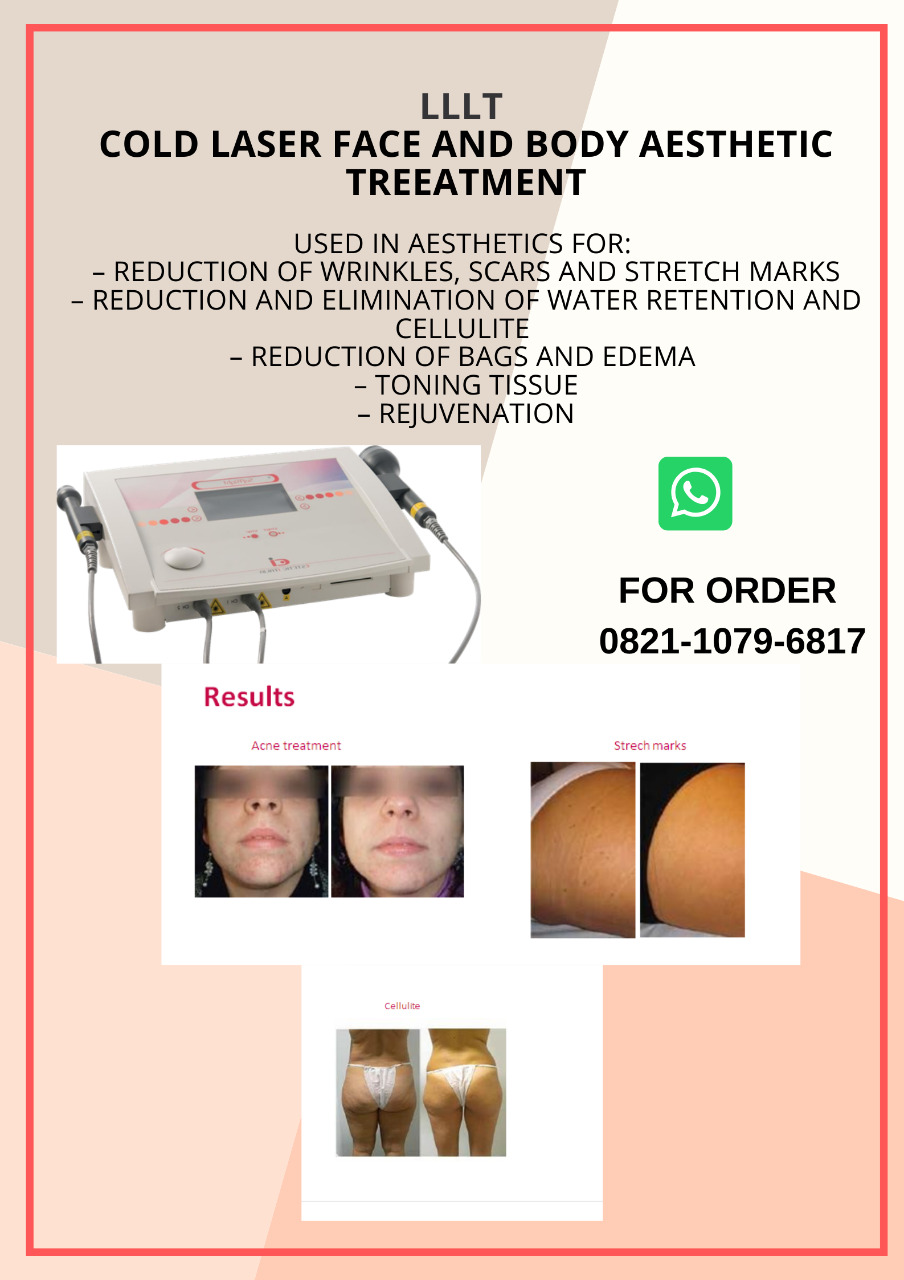 LLLT
COLD LASER FACE AND BODY AESTHETIC
TREEATMENT
USED IN AESTHETICS FOR:
– REDUCTION OF WRINKLES, SCARS AND STRETCH MARKS
– REDUCTION AND ELIMINATION OF WATER RETENTION AND
CELLULITE
– REDUCTION OF BAGS AND EDEMA
– TONING TISSUE
– REJUVENATION
FOR ORDER
0821-1079-6817
Results
Acne treatment
Strech marks
Cellulite